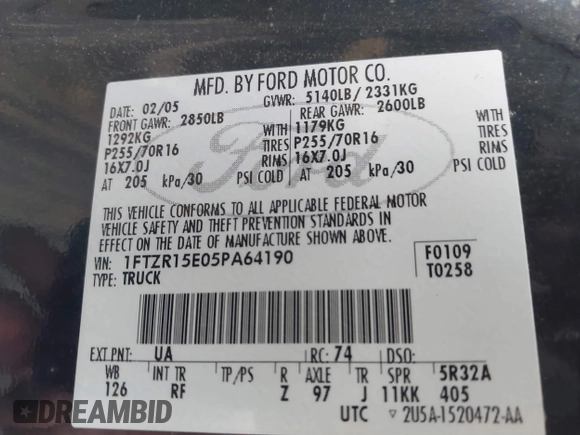 MFD. BY FORD MOTOR CO.
DATE: 02/05 GVWR: 5140LB/ 2331KG
FRONT GAWR: 2850LB REAR GAWR: 2600LB
1292KG WITH 1179KG WITH
P255/70R16 TIRES P255/70R16 TIRES
16X7.0J RIMS 16X7.0J RIMS
AT 205 kPa/30 PSI COLD AT 205 kPa/30 PSI COLD
Ford
THIS VEHICLE CONFORMS TO ALL APPLICABLE FEDERAL MOTOR
VEHICLE SAFETY AND THEFT PREVENTION STANDARDS IN
EFFECT ON THE DATE OF MANUFACTURE SHOWN ABOVE.
VIN: 1FTZR15E05PA64190 F0109
TYPE: TRUCK T0258
EXT PNT: UA RC: 74 DSO:
WB INT TR TP/PS R AXLE TR SPR 5R32A
126 RF Z 97 J 11KK 405
UTC 2U5A-1520472-AA
DREAMBID